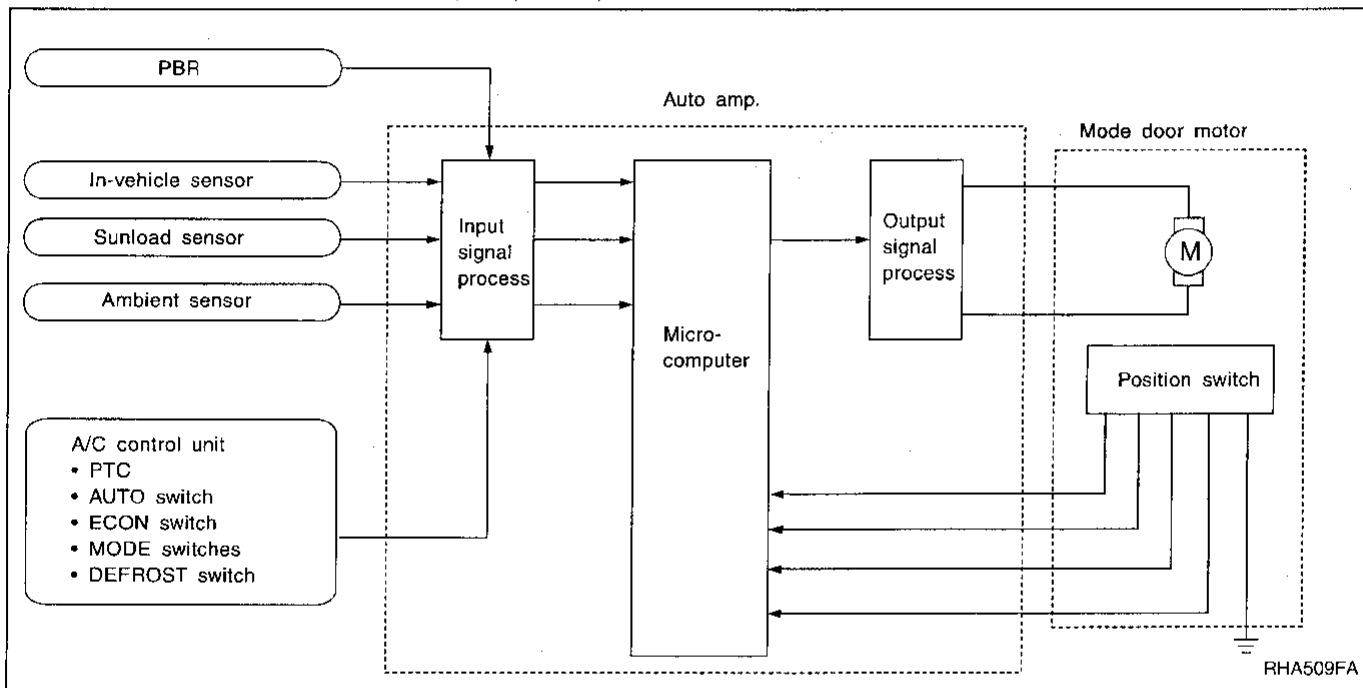 PBR
Auto amp.
Mode door motor
In-vehicle sensor
Sunload sensor
Ambient sensor
Input
signal
process
Micro-
computer
Output
signal
process
M
Position switch
A/C control unit
• PTC
• AUTO switch
• ECON switch
• MODE switches
• DEFROST switch
RHA509FA